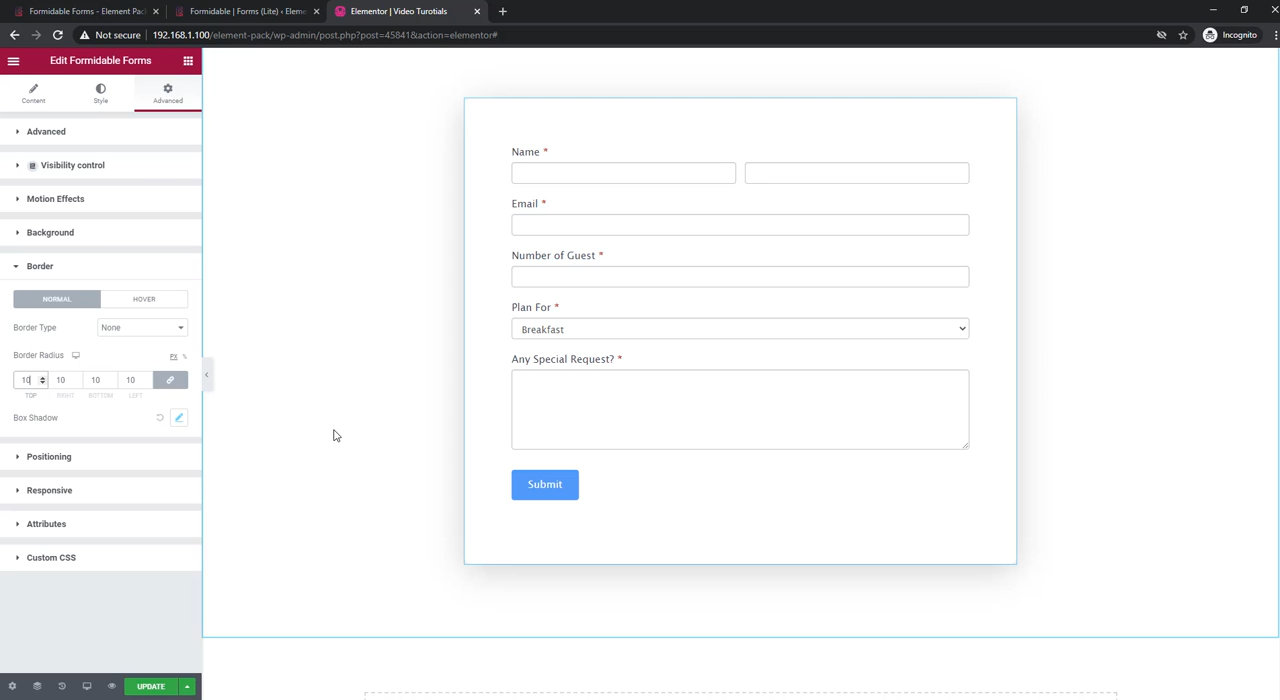 Formidable Forms - Element Pac
Formidable | Forms (Lite) ‹ Eleme
Elementor | Video Turotials
Not secure
192.168.1.100/element-pack/wp-admin/post.php?post=45841&action=elementor#
Incognito
Edit Formidable Forms
Content
Style
Advanced
Advanced
Visibility control
Motion Effects
Background
Border
NORMAL
HOVER
Border Type
None
Border Radius
PX %
10 10 10 10
TOP RIGHT BOTTOM LEFT
Box Shadow
Positioning
Responsive
Attributes
Custom CSS
UPDATE
Name *
Email *
Number of Guest *
Plan For *
Breakfast
Any Special Request? *
Submit